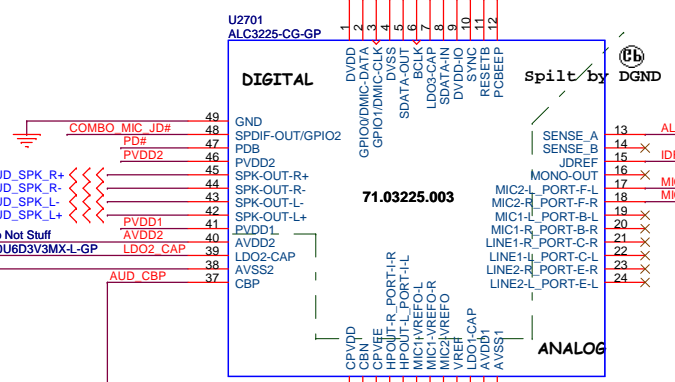 U2701
ALC3225-CG-GP
1 2 3 4 5 6 7 8 9 10 11 12
DVDD
GPIO0/DMIC-DATA
GPIO1/DMIC-CLK
DVSS
SDATA-OUT
BCLK
LDO3-CAP
SDATA-IN
DVDD-IO
SYNC
RESETB
PCBEEP
DIGITAL
Spilt by DGND
49 GND
COMBO_MIC_JD# 48 SPDIF-OUT/GPIO2
PD# 47 PDB
PVDD2 46 PVDD2
UD_SPK_R+ 45 SPK-OUT-R+
UD_SPK_R- 44 SPK-OUT-R-
UD_SPK_L- 43 SPK-OUT-L-
UD_SPK_L+ 42 SPK-OUT-L+
PVDD1 41 PVDD1
Not Stuff AVDD2 40 AVDD2
0U6D3V3MX-L-GP LDO2_CAP 39 LDO2-CAP
38 AVSS2
AUD_CBP 37 CBP
71.03225.003
SENSE_A 13 AL
SENSE_B 14
JDREF 15
MONO-OUT 16
MIC2-L_PORT-F-L 17
MIC2-R_PORT-F-R 18
MIC1-L_PORT-B-L 19
MIC1-R_PORT-B-R 20
LINE1-R_PORT-C-R 21
LINE1-L_PORT-C-L 22
LINE2-R_PORT-E-R 23
LINE2-L_PORT-E-L 24
CPVDD
CBN
CPVEE
HPOUT-R_PORT-I-R
HPOUT-L_PORT-I-L
MIC1-VREFO-L
MIC1-VREFO-R
MIC2-VREFO
VREF
LDO1-CAP
AVDD1
AVSS1
ANALOG